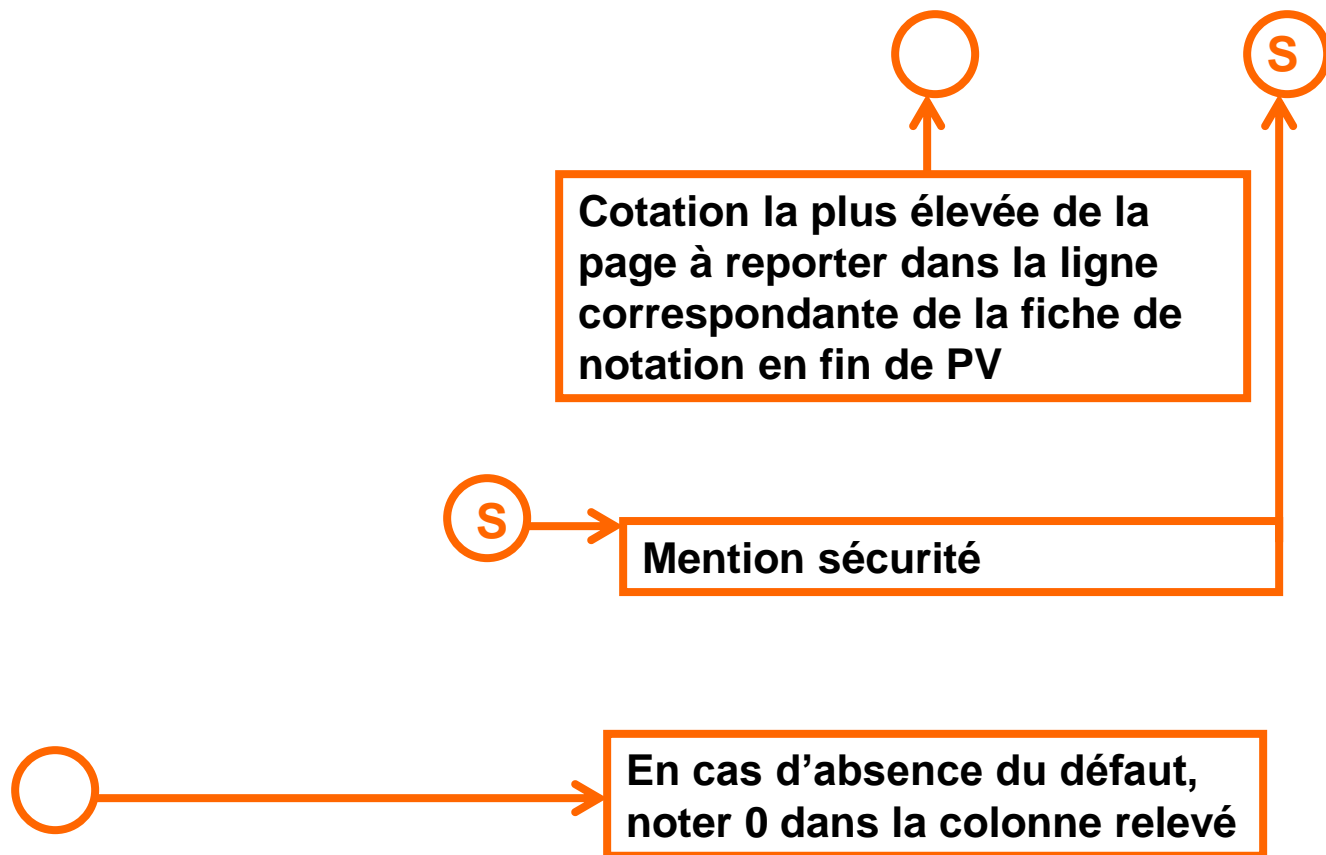 S
Cotation la plus élevée de la
page à reporter dans la ligne
correspondante de la fiche de
notation en fin de PV
S
Mention sécurité
En cas d’absence du défaut,
noter 0 dans la colonne relevé